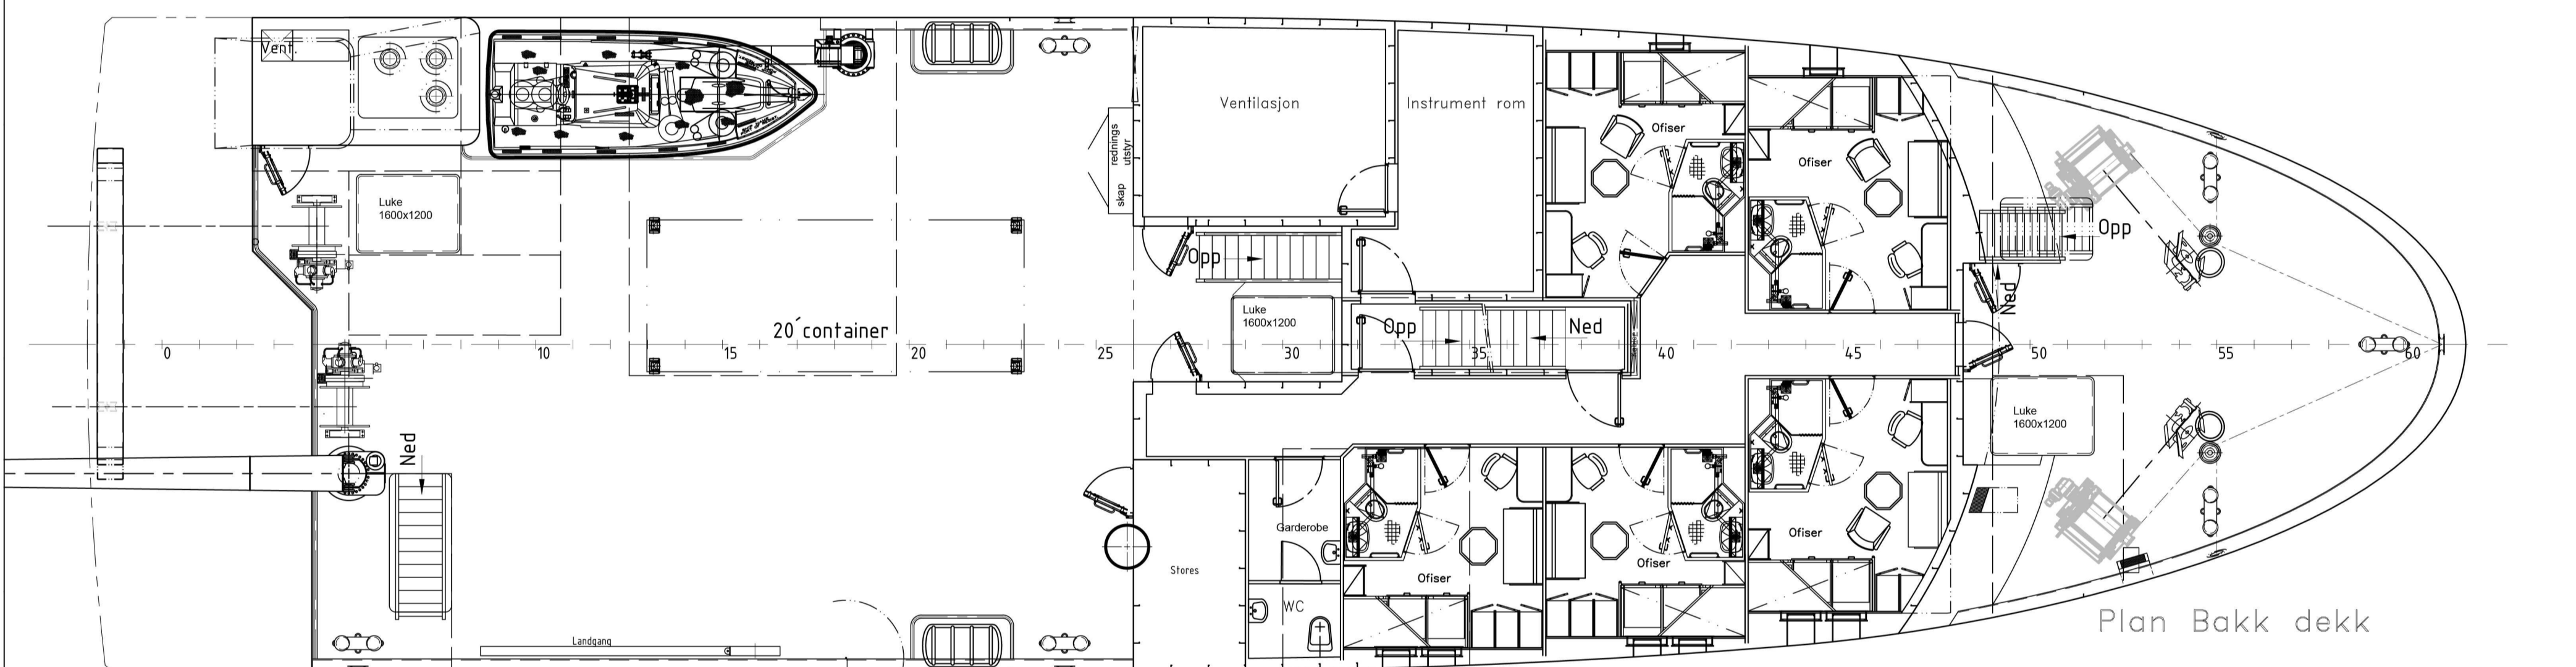 Vent.
Luke
1600x1200
20´container
rednings
utstyr
skap
Ventilasjon
Instrument rom
Ofiser
Ofiser
Opp
Opp
Ned
Luke
1600x1200
Opp
Ned
0
5
10
15
20
25
30
35
40
45
50
55
60
Luke
1600x1200
Ned
Garderobe
Stores
WC
Ofiser
Ofiser
Ofiser
Landgang
Plan Bakk dekk